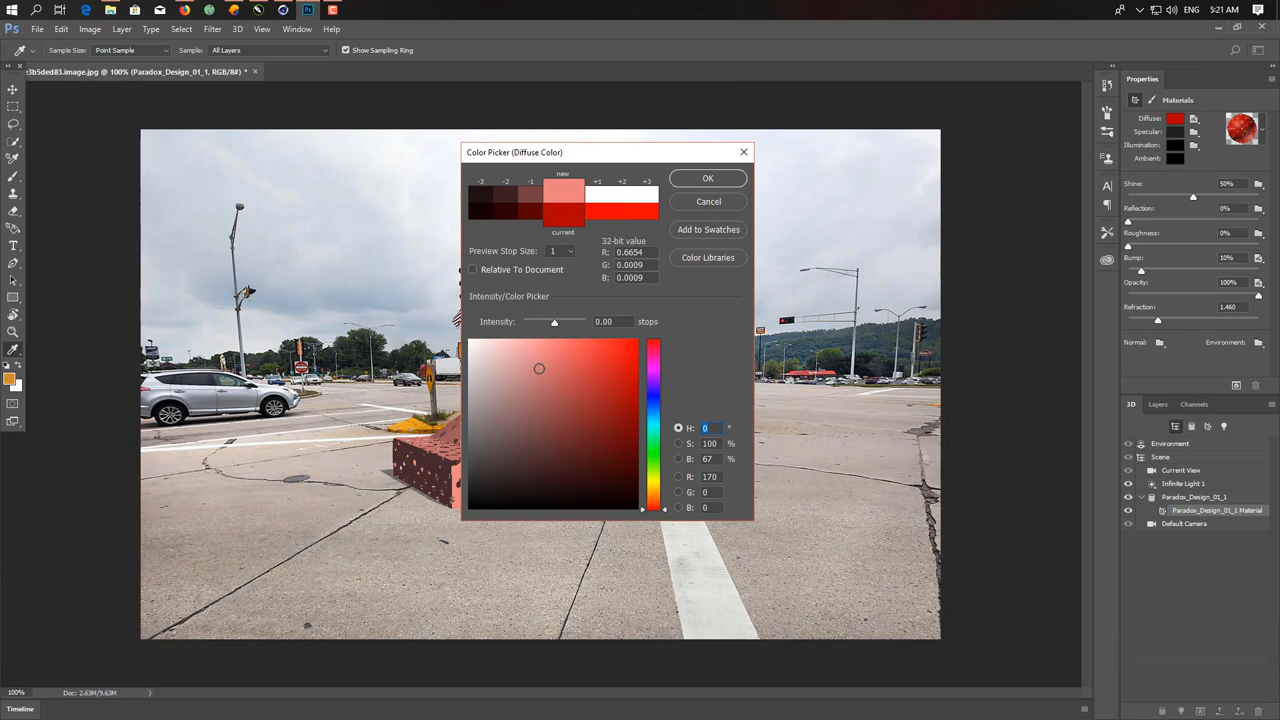 ENG
5:21 AM
Ps
File
Edit
Image
Layer
Type
Select
Filter
3D
View
Window
Help
Sample Size:
Point Sample
Sample:
All Layers
Show Sampling Ring
e3b5ded83.image.jpg @ 100% (Paradox_Design_01_1, RGB/8#) *
Color Picker (Diffuse Color)
new
-3
-2
-1
+1
+2
+3
current
OK
Cancel
Add to Swatches
Color Libraries
Preview Stop Size:
1
Relative To Document
32-bit value
R: 0.6654
G: 0.0009
B: 0.0009
Intensity/Color Picker
Intensity:
0.00
stops
H: 0 °
S: 100 %
B: 67 %
R: 170
G: 0
B: 0
Properties
Materials
Diffuse:
Specular:
Illumination:
Ambient:
Shine: 50%
Reflection: 0%
Roughness: 0%
Bump: 10%
Opacity: 100%
Refraction: 1.460
Normal:
Environment:
3D
Layers
Channels
Environment
Scene
Current View
Infinite Light 1
Paradox_Design_01_1
Paradox_Design_01_1 Material
Default Camera
100%
Doc: 2.63M/9.63M
Timeline